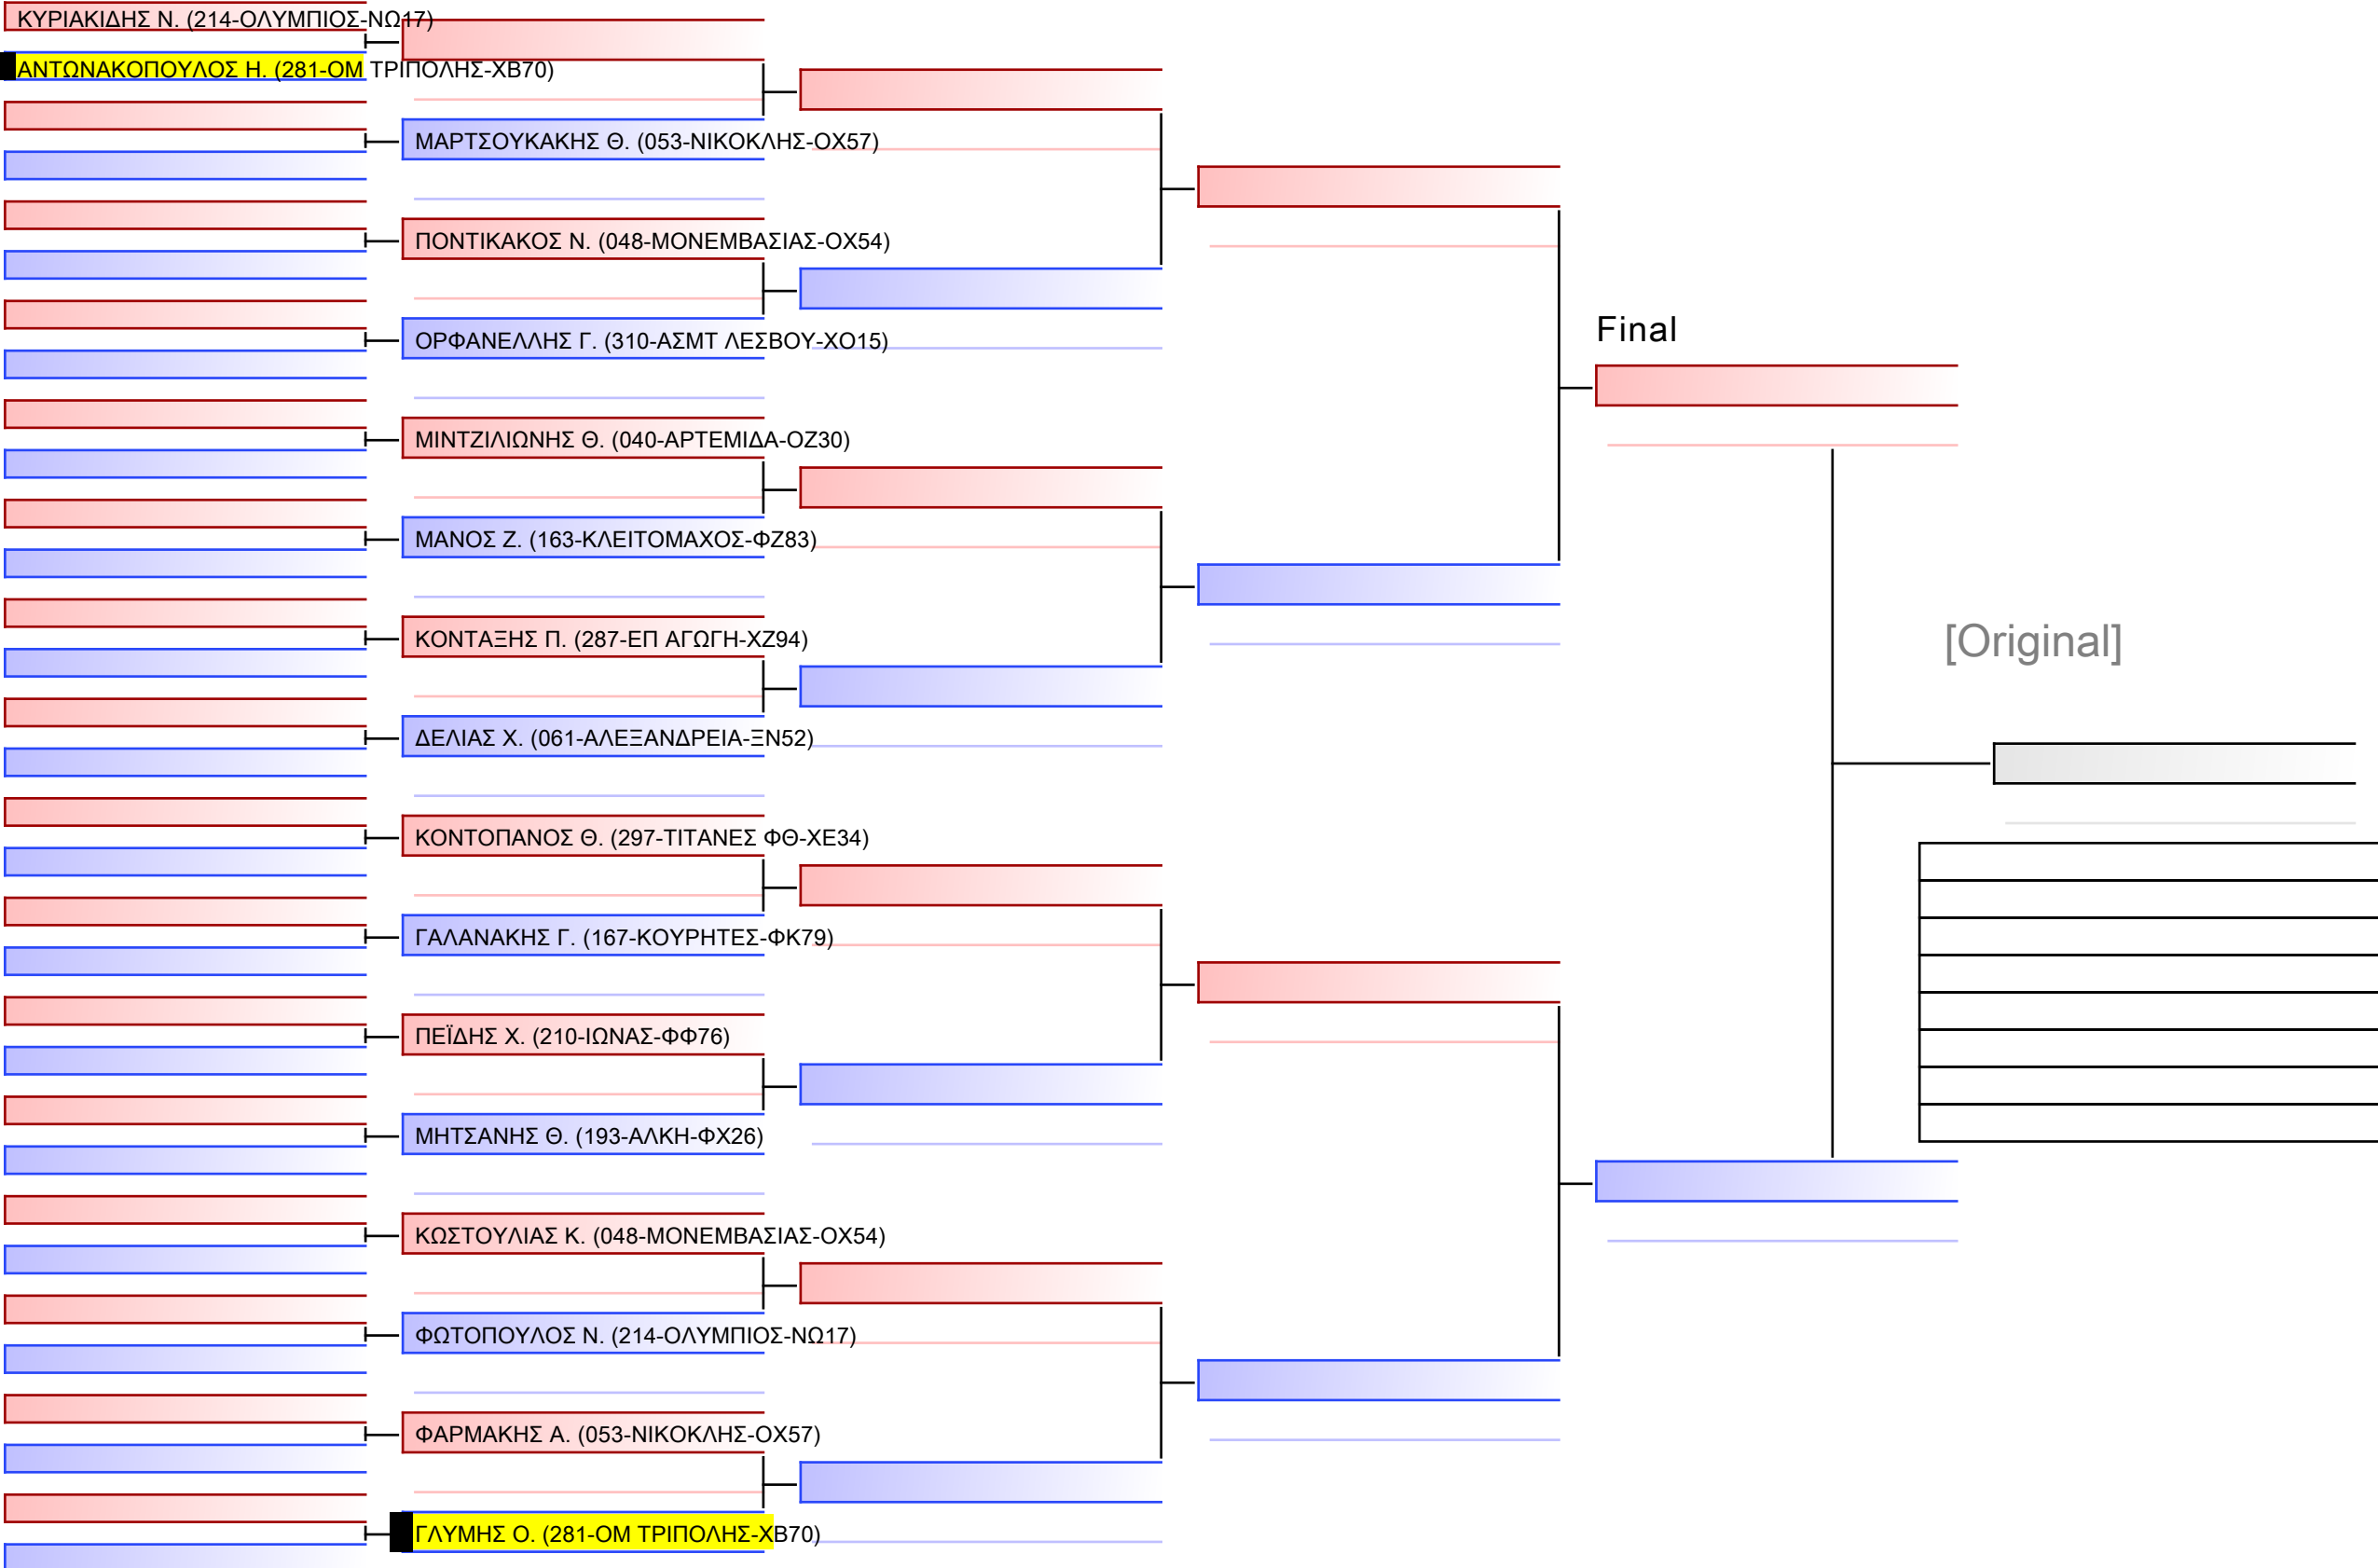 ΚΥΡΙΑΚΙΔΗΣ Ν. (214-ΟΛΥΜΠΙΟΣ-ΝΩ17)
ΑΝΤΩΝΑΚΟΠΟΥΛΟΣ Η. (281-ΟΜ ΤΡΙΠΟΛΗΣ-ΧΒ70)
ΜΑΡΤΣΟΥΚΑΚΗΣ Θ. (053-ΝΙΚΟΚΛΗΣ-ΟΧ57)
ΠΟΝΤΙΚΑΚΟΣ Ν. (048-ΜΟΝΕΜΒΑΣΙΑΣ-ΟΧ54)
ΟΡΦΑΝΕΛΛΗΣ Γ. (310-ΑΣΜΤ ΛΕΣΒΟΥ-ΧΟ15)
Final
ΜΙΝΤΖΙΛΙΩΝΗΣ Θ. (040-ΑΡΤΕΜΙΔΑ-ΟΖ30)
ΜΑΝΟΣ Ζ. (163-ΚΛΕΙΤΟΜΑΧΟΣ-ΦΖ83)
ΚΟΝΤΑΞΗΣ Π. (287-ΕΠ ΑΓΩΓΗ-ΧΖ94)
[Original]
ΔΕΛΙΑΣ Χ. (061-ΑΛΕΞΑΝΔΡΕΙΑ-ΞΝ52)
ΚΟΝΤΟΠΑΝΟΣ Θ. (297-ΤΙΤΑΝΕΣ ΦΘ-ΧΕ34)
ΓΑΛΑΝΑΚΗΣ Γ. (167-ΚΟΥΡΗΤΕΣ-ΦΚ79)
ΠΕΪΔΗΣ Χ. (210-ΙΩΝΑΣ-ΦΦ76)
ΜΗΤΣΑΝΗΣ Θ. (193-ΑΛΚΗ-ΦΧ26)
ΚΩΣΤΟΥΛΙΑΣ Κ. (048-ΜΟΝΕΜΒΑΣΙΑΣ-ΟΧ54)
ΦΩΤΟΠΟΥΛΟΣ Ν. (214-ΟΛΥΜΠΙΟΣ-ΝΩ17)
ΦΑΡΜΑΚΗΣ Α. (053-ΝΙΚΟΚΛΗΣ-ΟΧ57)
ΓΛΥΜΗΣ Ο. (281-ΟΜ ΤΡΙΠΟΛΗΣ-ΧΒ70)